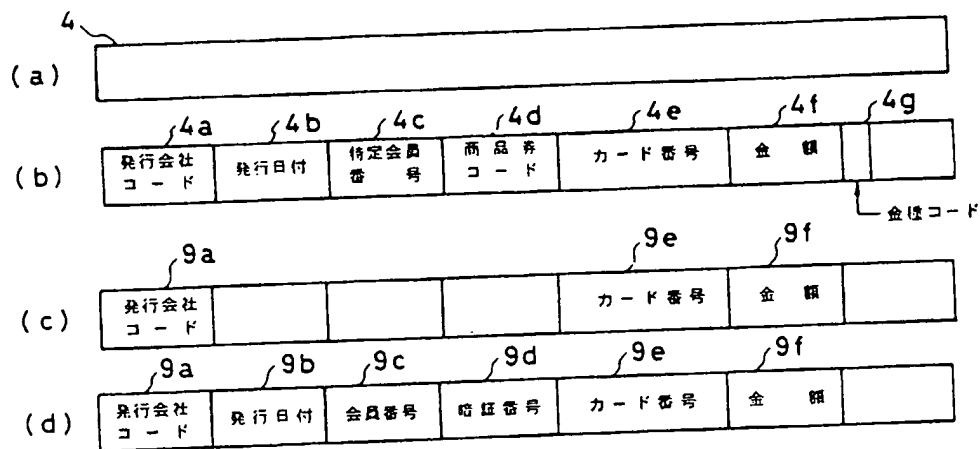 4
(a)
4a 4b 4c 4d 4e 4f 4g
(b)
発行会社 コード
発行日付
特定会員 番号
商品券 コード
カード番号
金額
金種コード
9a 9e 9f
(c)
発行会社 コード
カード番号
金額
9a 9b 9c 9d 9e 9f
(d)
発行会社 コード
発行日付
会員番号
暗証番号
カード番号
金額